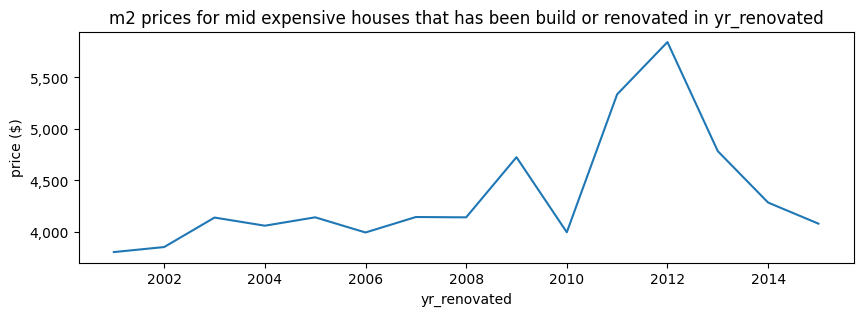 m2 prices for mid expensive houses that has been build or renovated in yr_renovated
price ($)
5,500
5,000
4,500
4,000
2002 2004 2006 2008 2010 2012 2014
yr_renovated